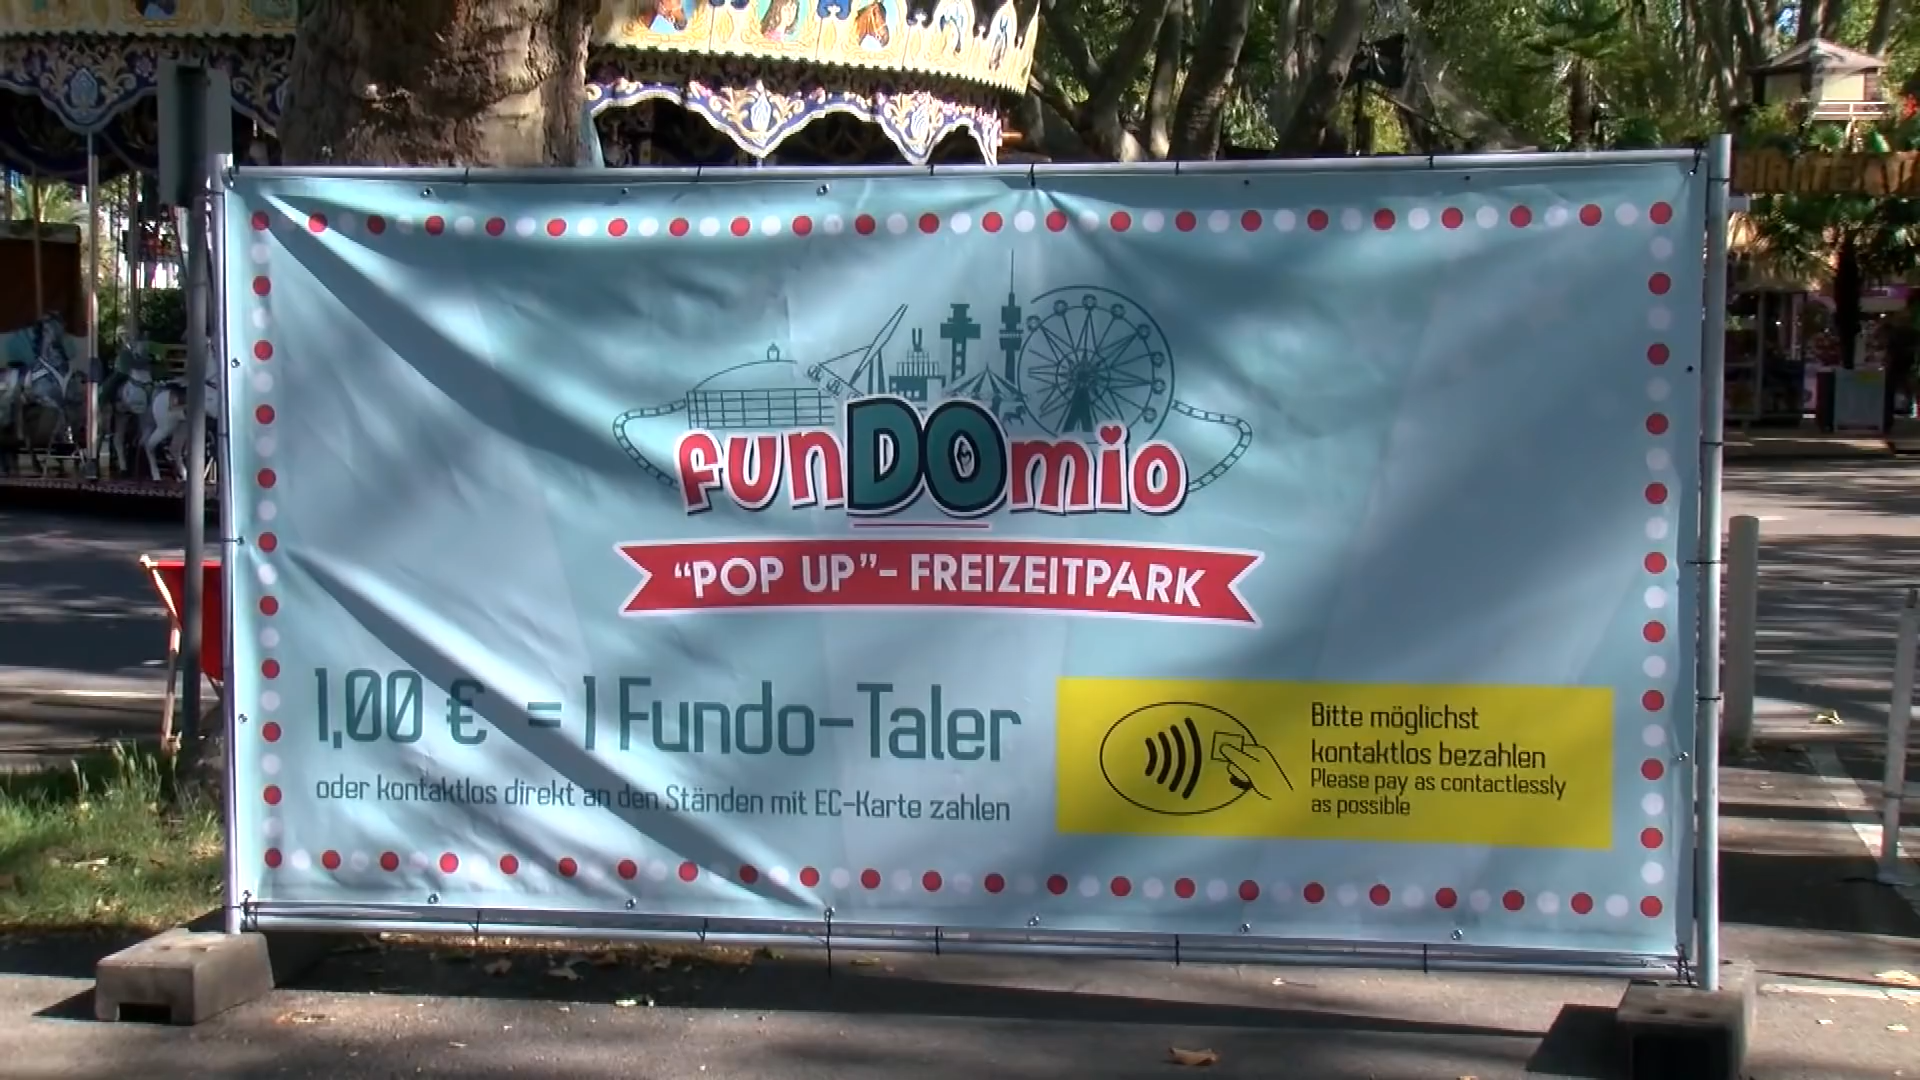 funDOmio
“POP UP”- FREIZEITPARK
1,00 € = 1 Fundo-Taler
oder kontaktlos direkt an den Ständen mit EC-Karte zahlen
Bitte möglichst
kontaktlos bezahlen
Please pay as contactlessly
as possible